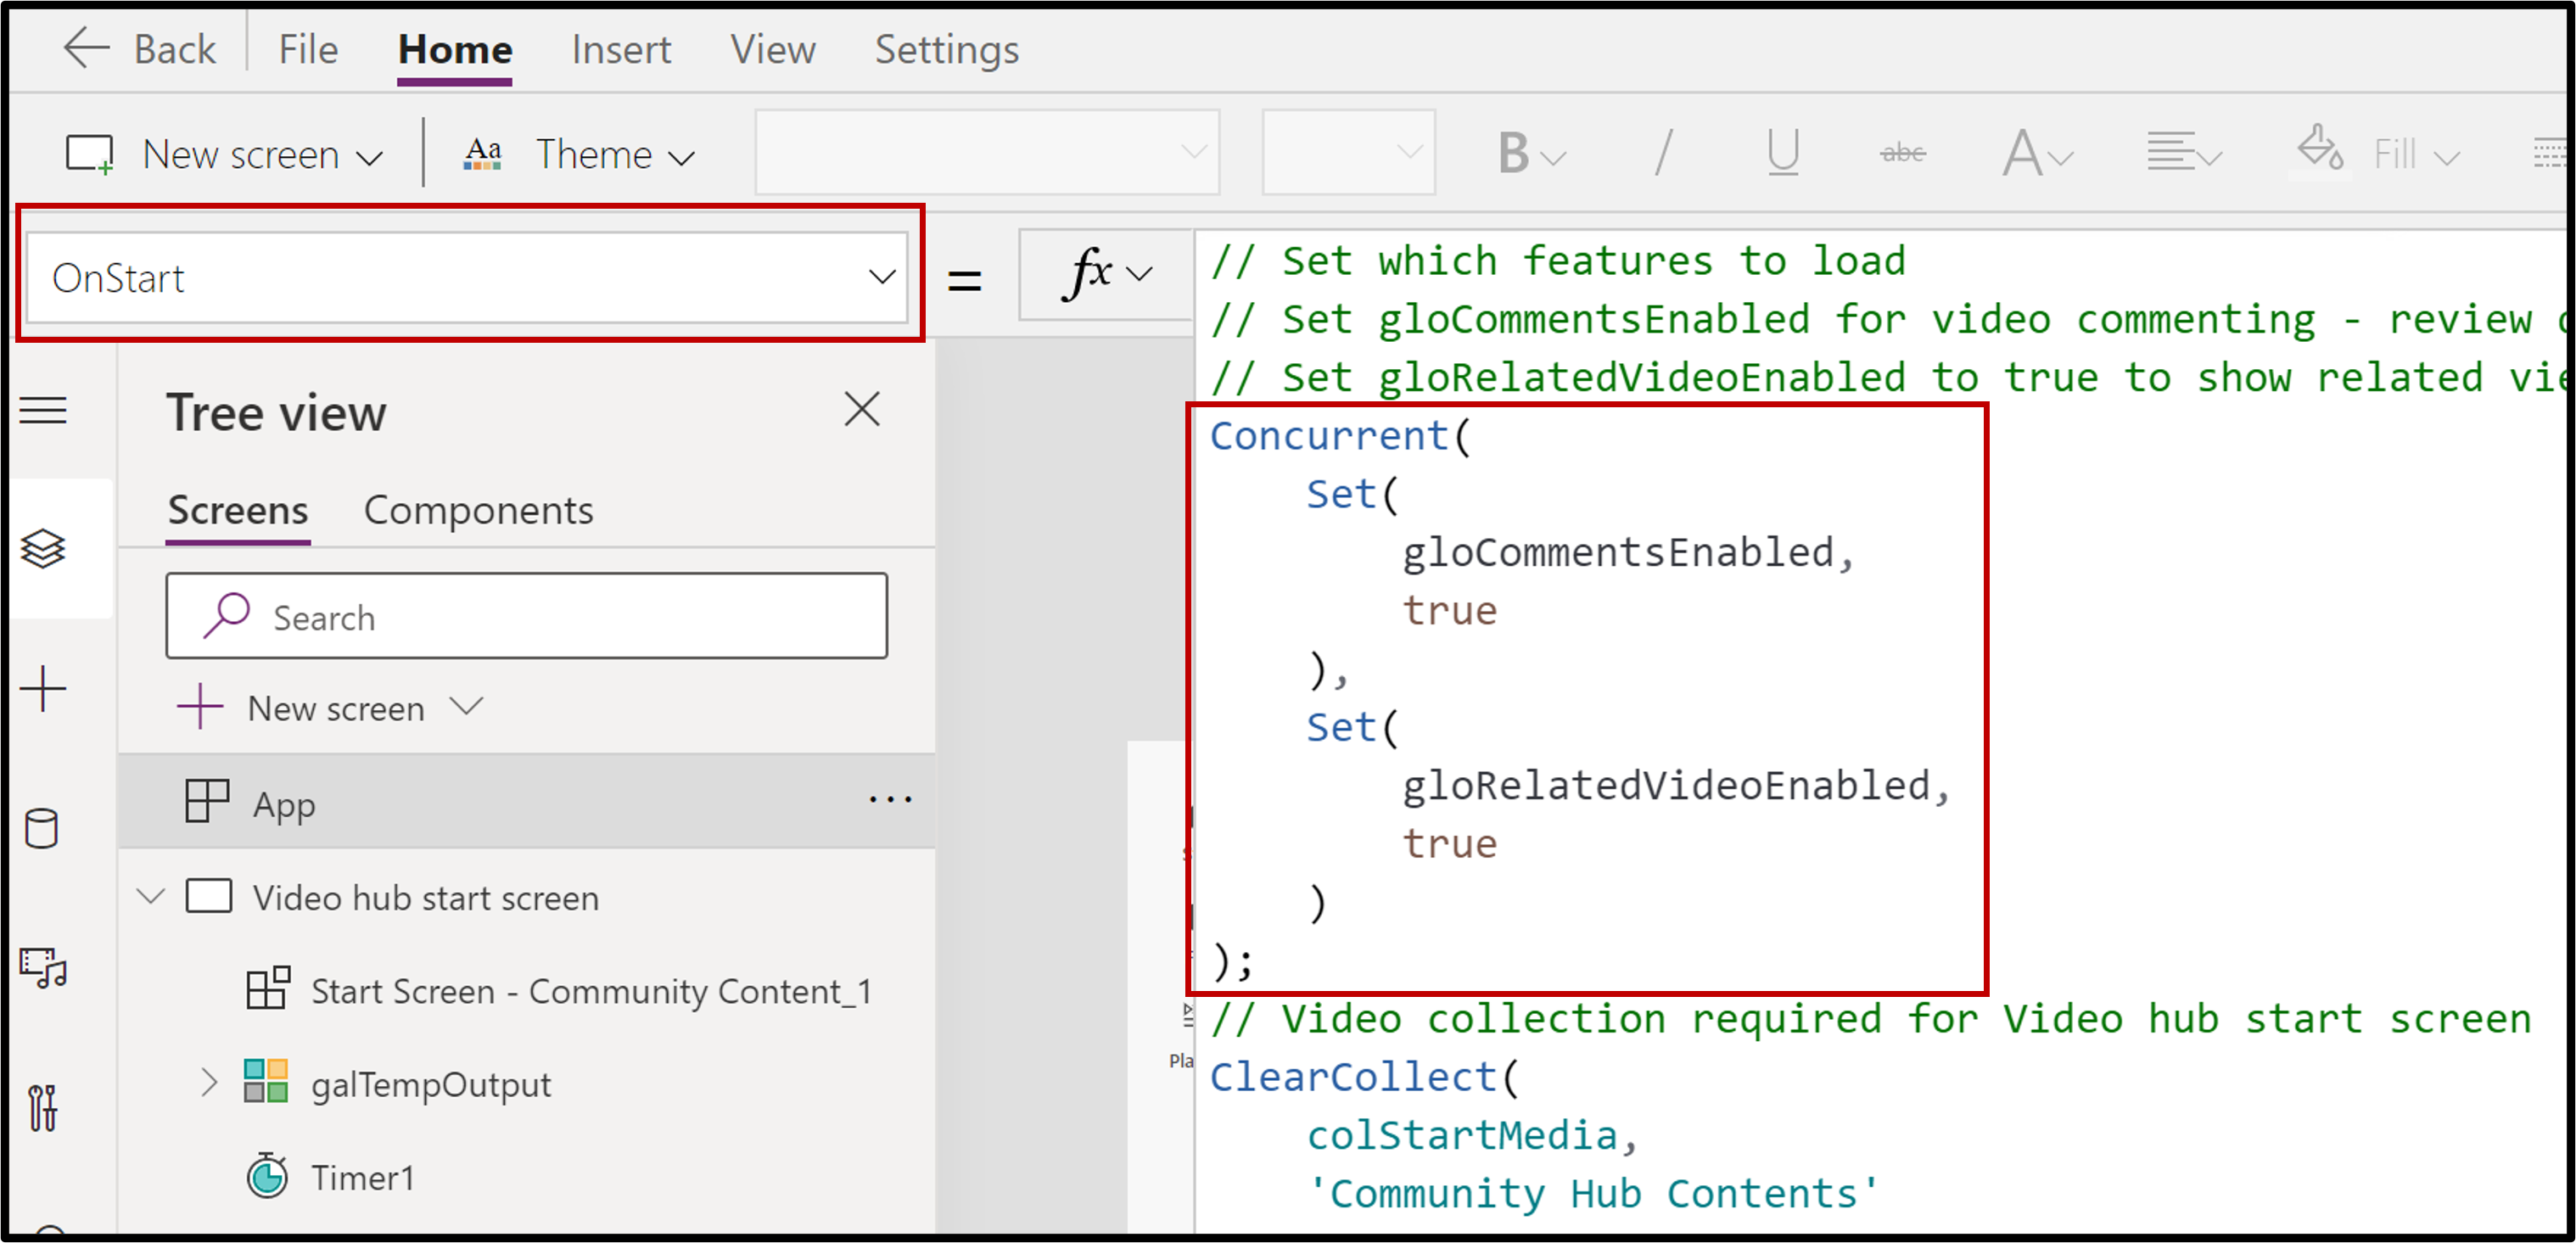 Back File Home Insert View Settings
New screen Theme B / U abc A Fill
OnStart = fx
// Set which features to load
// Set gloCommentsEnabled for video commenting - review
// Set gloRelatedVideoEnabled to true to show related
Concurrent(
Set(
gloCommentsEnabled,
true
),
Set(
gloRelatedVideoEnabled,
true
)
);
// Video collection required for Video hub start screen
ClearCollect(
colStartMedia,
'Community Hub Contents'
Tree view
Screens Components
Search
New screen
App
Video hub start screen
Start Screen - Community Content_1
galTempOutput
Timer1
Pla